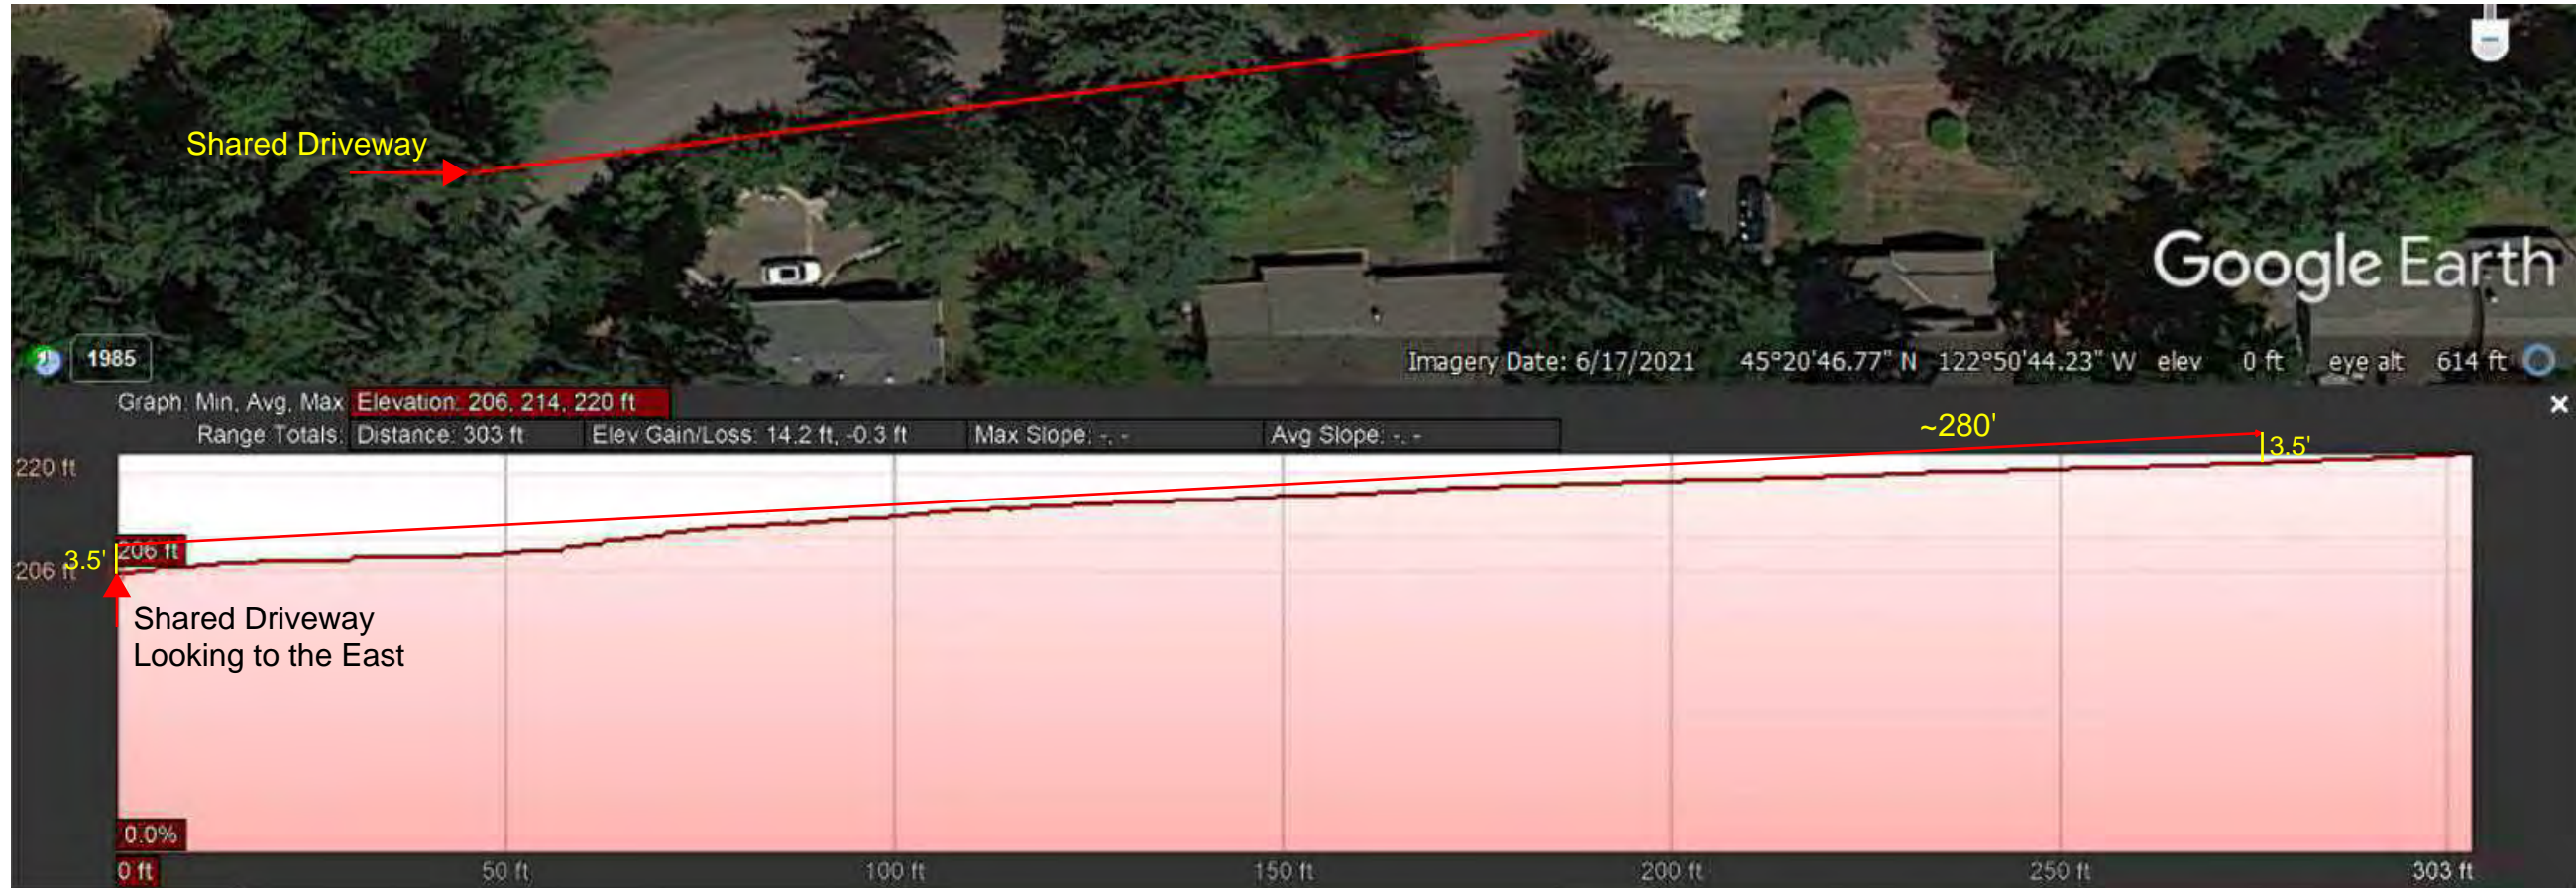 Shared Driveway
Google Earth
1985
Imagery Date: 6/17/2021 45°20'46.77" N 122°50'44.23" W elev 0 ft eye alt 614 ft
Graph: Min, Avg, Max Elevation: 206, 214, 220 ft
Range Totals: Distance: 303 ft Elev Gain/Loss: 14.2 ft, -0.3 ft Max Slope: -, - Avg Slope: -, -
~280'
3.5'
220 ft
206 ft
3.5'
206 ft
Shared Driveway
Looking to the East
0.0%
0 ft 50 ft 100 ft 150 ft 200 ft 250 ft 303 ft